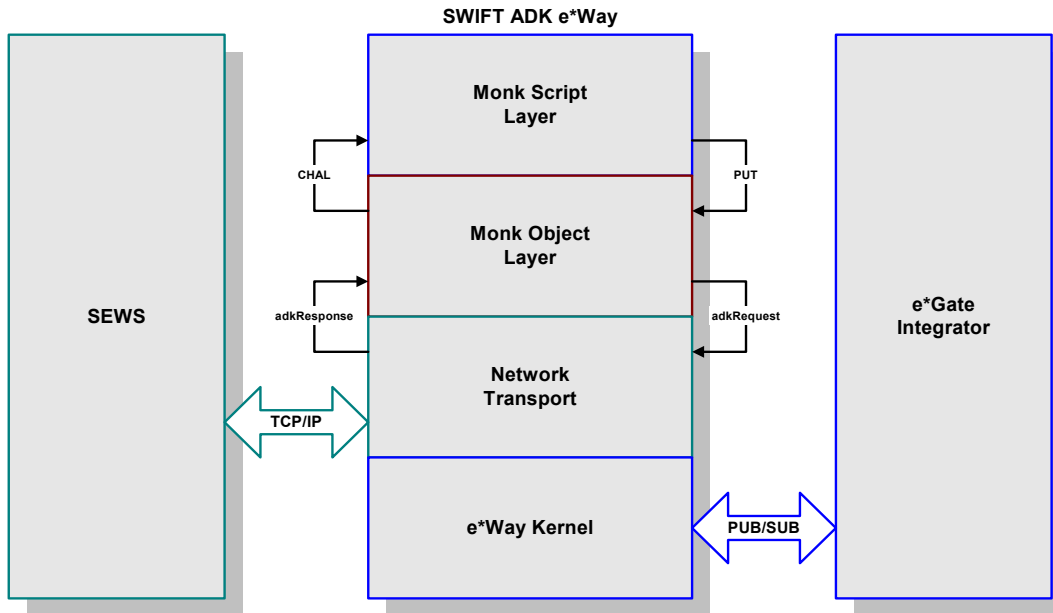 SWIFT ADK e*Way
Monk Script
Layer
CHAL
PUT
Monk Object
Layer
SEWS
adkResponse
adkRequest
e*Gate
Integrator
Network
Transport
TCP/IP
e*Way Kernel
PUB/SUB